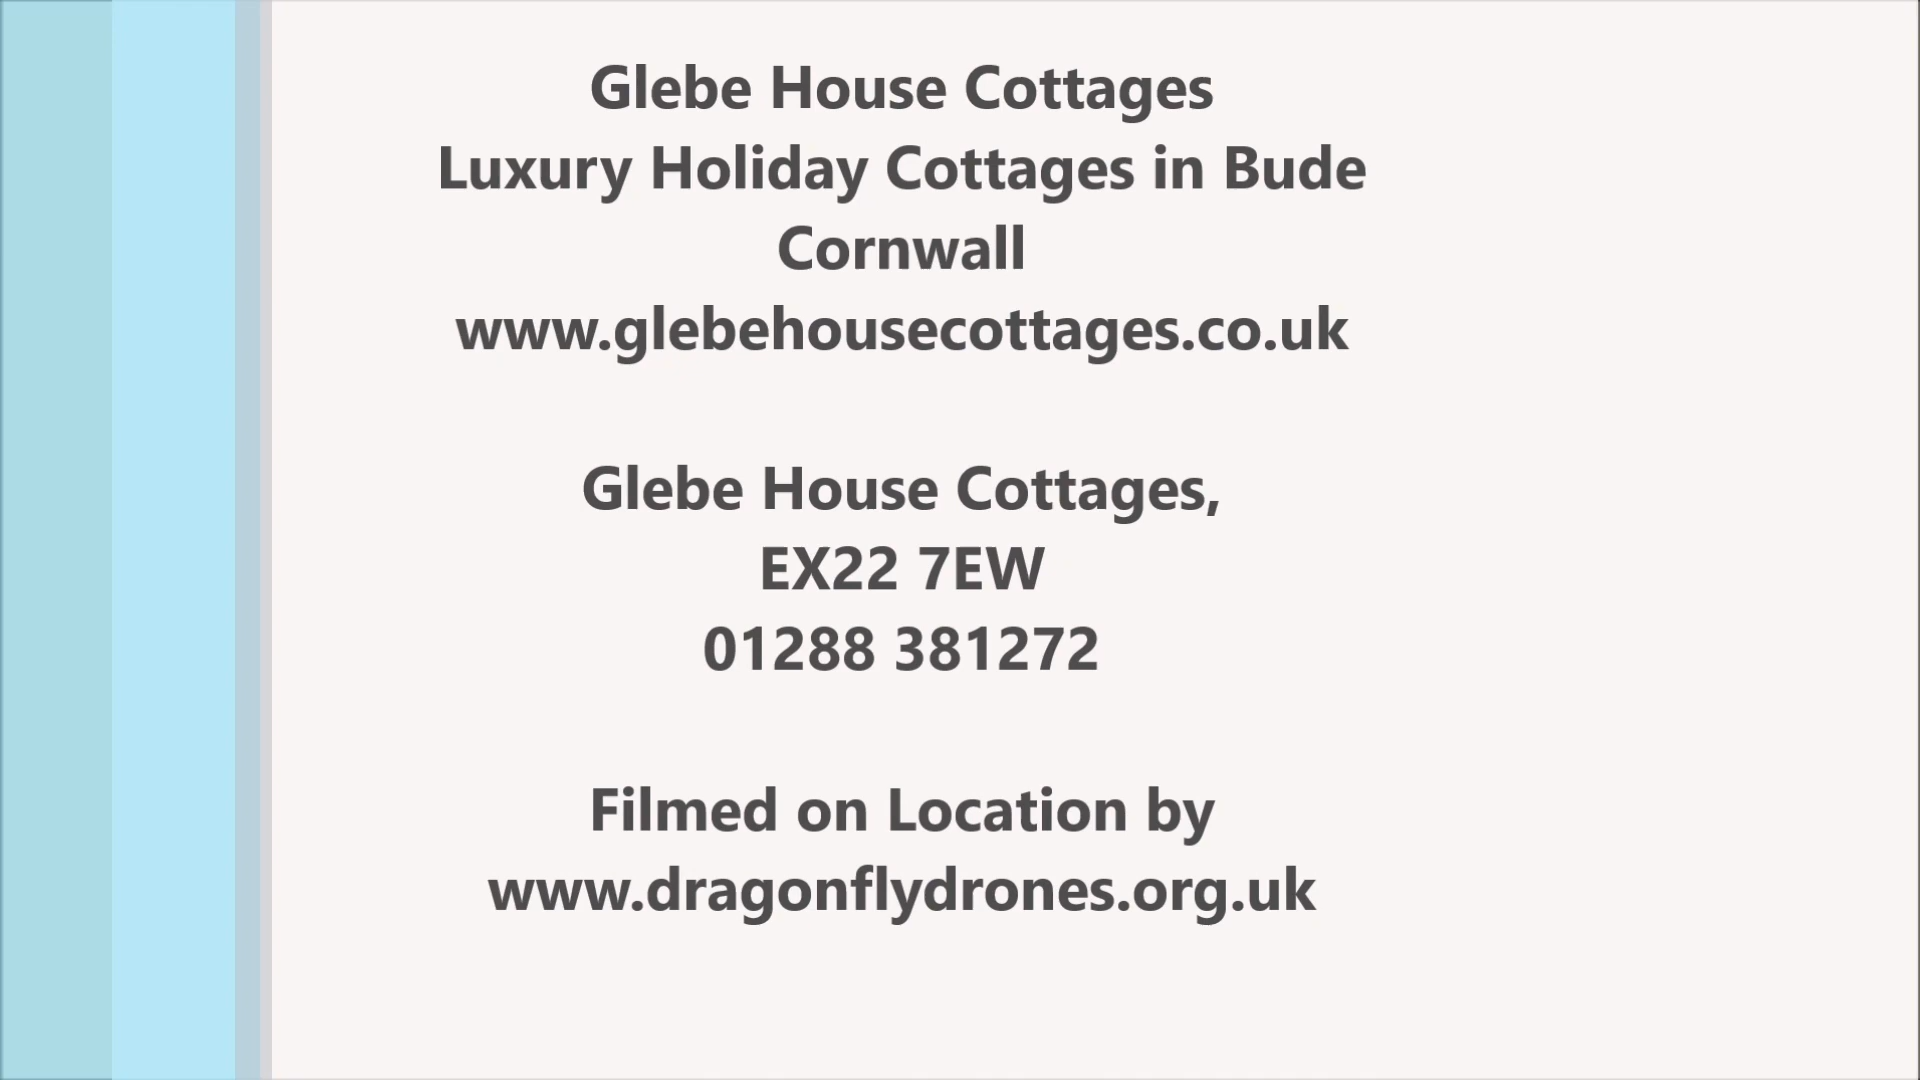 Glebe House Cottages
Luxury Holiday Cottages in Bude
Cornwall
www.glebehousecottages.co.uk
Glebe House Cottages,
EX22 7EW
01288 381272
Filmed on Location by
www.dragonflydrones.org.uk